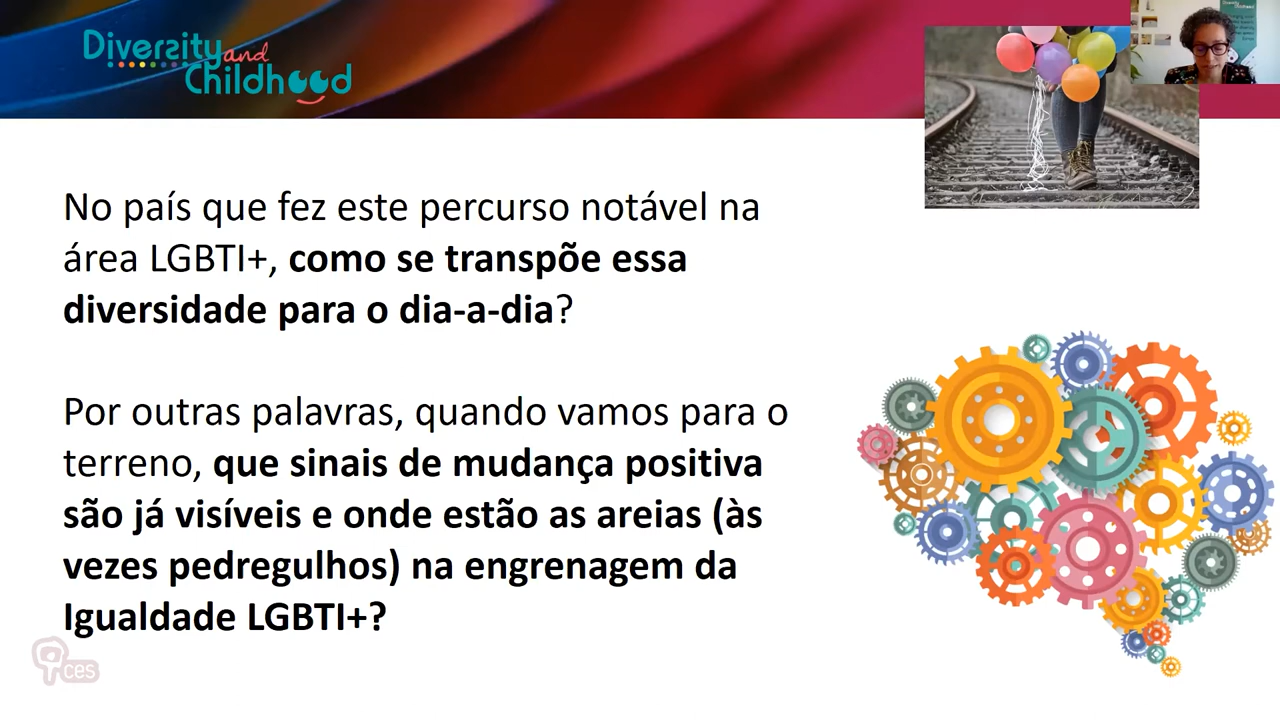 Diversity and
Childhood
No país que fez este percurso notável na
área LGBTI+, como se transpõe essa
diversidade para o dia-a-dia?
Por outras palavras, quando vamos para o
terreno, que sinais de mudança positiva
são já visíveis e onde estão as areias (às
vezes pedregulhos) na engrenagem da
Igualdade LGBTI+?
ces